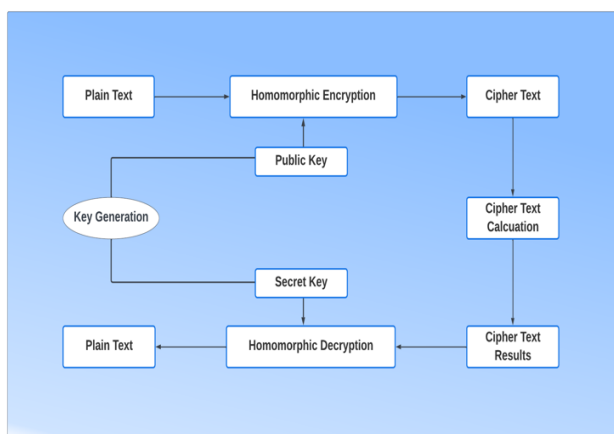 Plain Text
Homomorphic Encryption
Cipher Text
Public Key
Key Generation
Cipher Text
Calcuation
Secret Key
Plain Text
Homomorphic Decryption
Cipher Text
Results